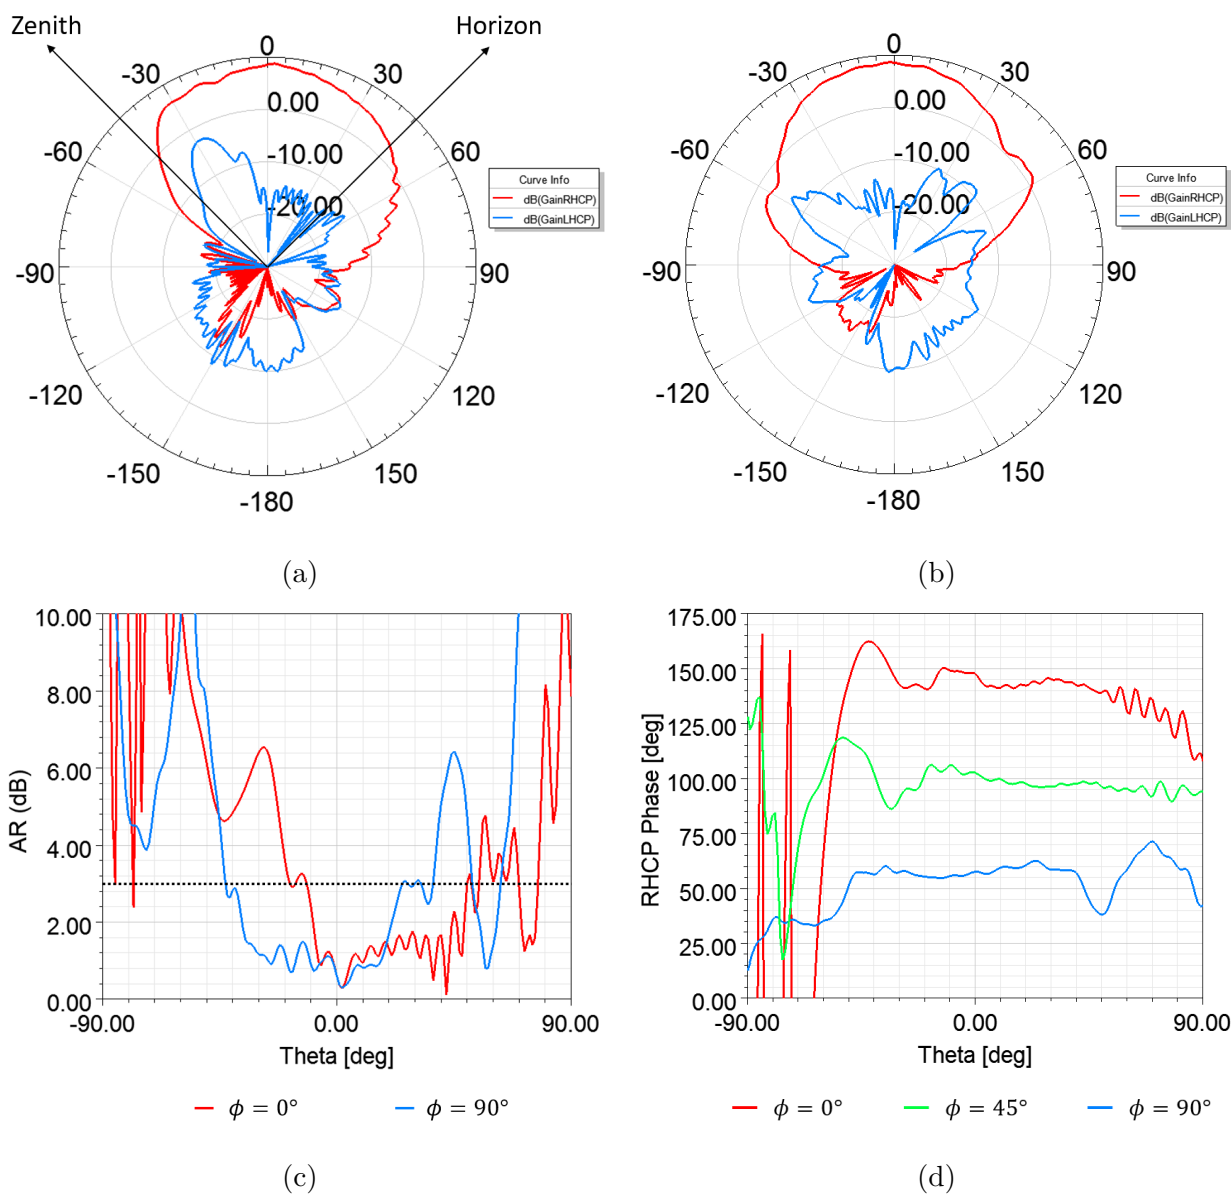 Zenith
Horizon
0
-30
30
0.00
-60
-10.00
60
-20.00
-90
90
-120
120
-150
150
-180
Curve Info
dB(GainRHCP)
dB(GainLHCP)
0
-30
30
0.00
-60
-10.00
60
-20.00
-90
90
-120
120
-150
150
-180
Curve Info
dB(GainRHCP)
dB(GainLHCP)
(a)
(b)
10.00
8.00
6.00
4.00
2.00
0.00
AR (dB)
-90.00
0.00
90.00
Theta [deg]
ϕ = 0°
ϕ = 90°
175.00
150.00
125.00
100.00
75.00
50.00
25.00
0.00
RHCP Phase [deg]
-90.00
0.00
90.00
Theta [deg]
ϕ = 0°
ϕ = 45°
ϕ = 90°
(c)
(d)